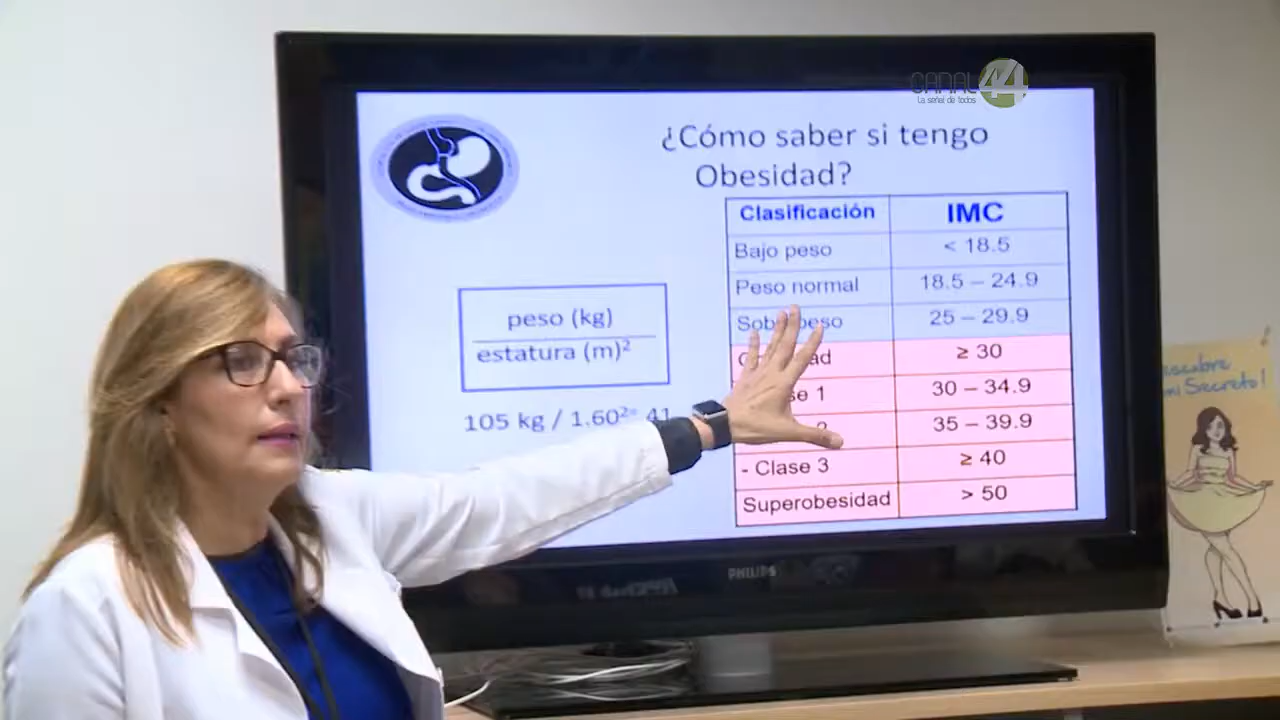 CANAL 44
La señal de todos
¿Cómo saber si tengo
Obesidad?
Clasificación IMC
Bajo peso < 18.5
Peso normal 18.5 – 24.9
25 – 29.9
≥ 30
30 – 34.9
35 – 39.9
- Clase 3 ≥ 40
Superobesidad > 50
peso (kg)
estatura (m)²
105 kg / 1.60²= 41
PHILIPS
mi Secreto!